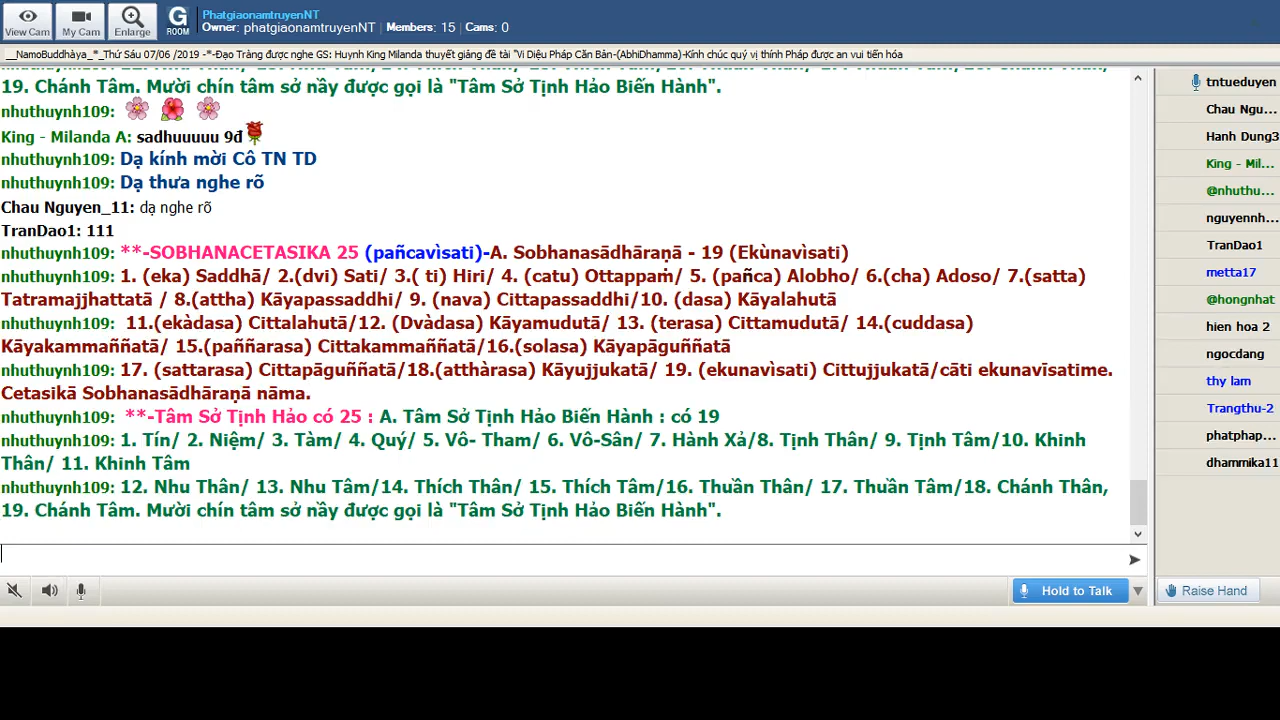 View Cam
My Cam
Enlarge
G ROOM
PhatgiaonamtruyenNT
Owner: phatgiaonamtruyenNT | Members: 15 | Cams: 0
__NamoBuddhàya_*_Thứ Sáu 07/06 /2019 -*-Đạo Tràng được nghe GS: Huynh King Milanda thuyết giảng đề tài "Vi Diệu Pháp Căn Bản-(AbhiDhamma)-Kính chúc quý vị thính Pháp được an vui tiến hóa
19. Chánh Tâm. Mười chín tâm sở nầy được gọi là "Tâm Sở Tịnh Hảo Biến Hành".
nhuthuynh109:
King - Milanda A: sadhuuuuu 9đ
nhuthuynh109: Dạ kính mời Cô TN TD
nhuthuynh109: Dạ thưa nghe rõ
Chau Nguyen_11: dạ nghe rõ
TranDao1: 111
nhuthuynh109: **-SOBHANACETASIKA 25 (pañcavìsati)-A. Sobhanasādhāraṇā - 19 (Ekùnavìsati)
nhuthuynh109: 1. (eka) Saddhā/ 2.(dvi) Sati/ 3.( ti) Hiri/ 4. (catu) Ottappaṁ/ 5. (pañca) Alobho/ 6.(cha) Adoso/ 7.(satta)
Tatramajjhattatā / 8.(attha) Kāyapassaddhi/ 9. (nava) Cittapassaddhi/10. (dasa) Kāyalahutā
nhuthuynh109: 11.(ekàdasa) Cittalahutā/12. (Dvàdasa) Kāyamudutā/ 13. (terasa) Cittamudutā/ 14.(cuddasa)
Kāyakammaññatā/ 15.(paññarasa) Cittakammaññatā/16.(solasa) Kāyapāguññatā
nhuthuynh109: 17. (sattarasa) Cittapāguññatā/18.(atthàrasa) Kāyujjukatā/ 19. (ekunavìsati) Cittujjukatā/cāti ekunavīsatime.
Cetasikā Sobhanasādhāraṇā nāma.
nhuthuynh109: **-Tâm Sở Tịnh Hảo có 25 : A. Tâm Sở Tịnh Hảo Biến Hành : có 19
nhuthuynh109: 1. Tín/ 2. Niệm/ 3. Tàm/ 4. Quý/ 5. Vô- Tham/ 6. Vô-Sân/ 7. Hành Xả/8. Tịnh Thân/ 9. Tịnh Tâm/10. Khinh
Thân/ 11. Khinh Tâm
nhuthuynh109: 12. Nhu Thân/ 13. Nhu Tâm/14. Thích Thân/ 15. Thích Tâm/16. Thuần Thân/ 17. Thuần Tâm/18. Chánh Thân,
19. Chánh Tâm. Mười chín tâm sở nầy được gọi là "Tâm Sở Tịnh Hảo Biến Hành".
tntueduyen
Chau Ngu...
Hanh Dung3
King - Mil...
@nhuthu...
nguyennh...
TranDao1
metta17
@hongnhat
hien hoa 2
ngocdang
thy lam
Trangthu-2
phatphap...
dhammika11
Hold to Talk
Raise Hand